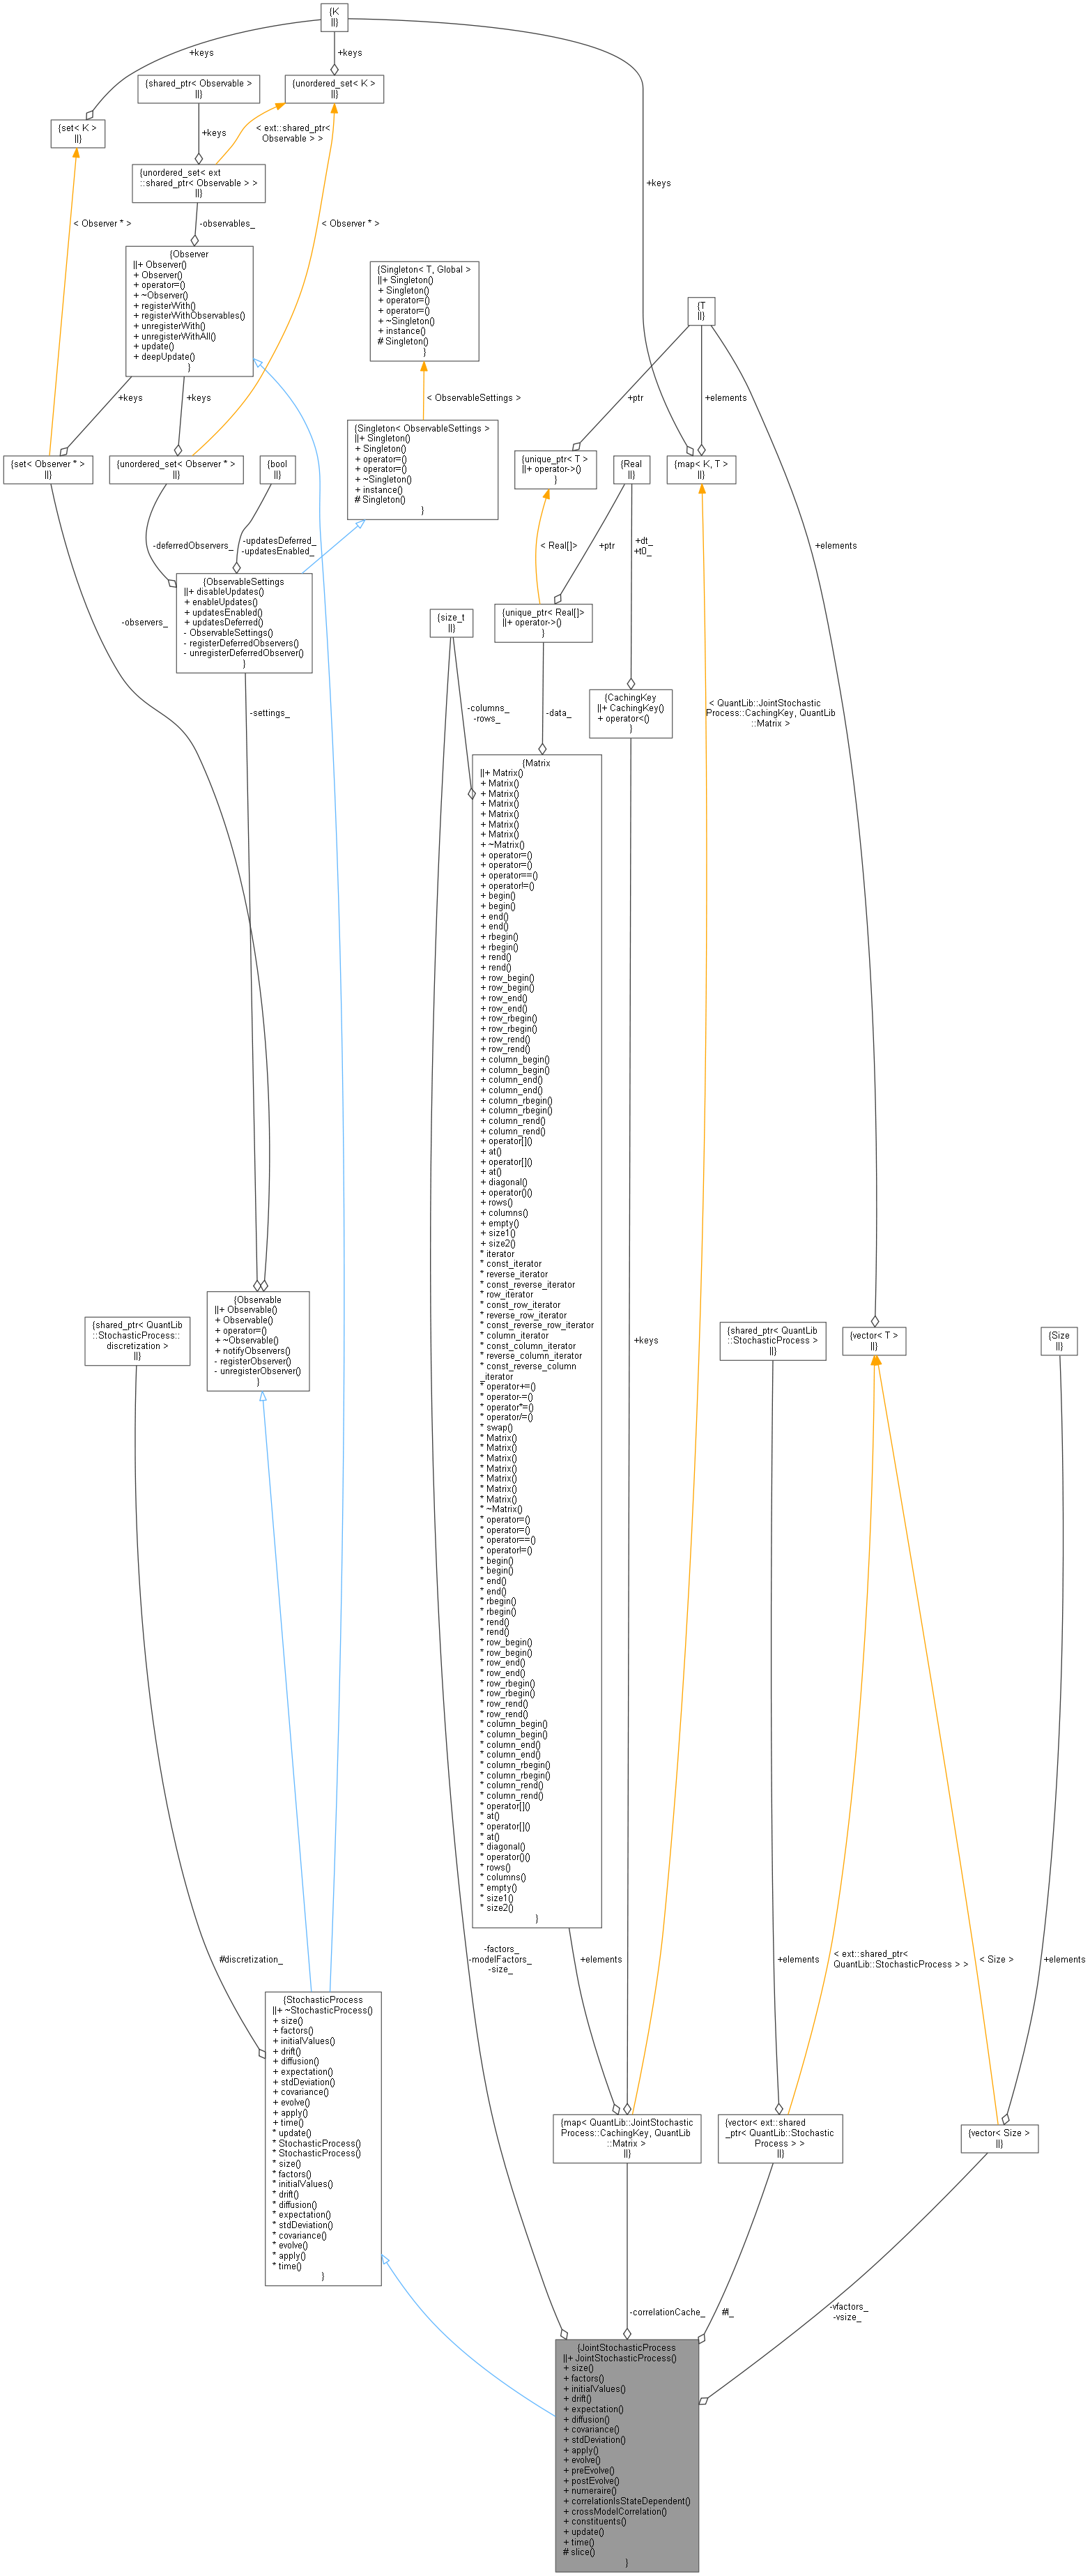 {K
||}
+keys
+keys
{shared_ptr< Observable >
||}
{unordered_set< K >
||}
+keys
< ext::shared_ptr<
Observable > >
{set< K >
||}
{unordered_set< ext
::shared_ptr< Observable > >
||}
+keys
< Observer * >
-observables_
< Observer * >
{Observer
||+ Observer()
+ Observer()
+ operator=()
+ ~Observer()
+ registerWith()
+ registerWithObservables()
+ unregisterWith()
+ unregisterWithAll()
+ update()
+ deepUpdate()
}
{Singleton< T, Global >
||+ Singleton()
+ Singleton()
+ operator=()
+ operator=()
+ ~Singleton()
+ instance()
# Singleton()
}
{T
||}
+keys
+keys
< ObservableSettings >
+ptr
+elements
{set< Observer * >
||}
{unordered_set< Observer * >
||}
{bool
||}
{Singleton< ObservableSettings >
||+ Singleton()
+ Singleton()
+ operator=()
+ operator=()
+ ~Singleton()
+ instance()
# Singleton()
}
{unique_ptr< T >
||+ operator->()
}
{Real
||}
{map< K, T >
||}
-deferredObservers_
-updatesDeferred_
-updatesEnabled_
< Real[]>
+ptr
+dt_
+t0_
+elements
{ObservableSettings
||+ disableUpdates()
+ enableUpdates()
+ updatesEnabled()
+ updatesDeferred()
- ObservableSettings()
- registerDeferredObservers()
- unregisterDeferredObserver()
}
{size_t
||}
{unique_ptr< Real[]>
||+ operator->()
}
-observers_
-settings_
-columns_
-rows_
-data_
{CachingKey
||+ CachingKey()
+ operator<()
}
< QuantLib::JointStochastic
Process::CachingKey, QuantLib
::Matrix >
{Matrix
||+ Matrix()
+ Matrix()
+ Matrix()
+ Matrix()
+ Matrix()
+ Matrix()
+ Matrix()
+ ~Matrix()
+ operator=()
+ operator=()
+ operator==()
+ operator!=()
+ begin()
+ begin()
+ end()
+ end()
+ rbegin()
+ rbegin()
+ rend()
+ rend()
+ row_begin()
+ row_begin()
+ row_end()
+ row_end()
+ row_rbegin()
+ row_rbegin()
+ row_rend()
+ row_rend()
+ column_begin()
+ column_begin()
+ column_end()
+ column_end()
+ column_rbegin()
+ column_rbegin()
+ column_rend()
+ column_rend()
+ operator[]()
+ at()
+ operator[]()
+ at()
+ diagonal()
+ operator()()
+ rows()
+ columns()
+ empty()
+ size1()
+ size2()
* iterator
* const_iterator
* reverse_iterator
* const_reverse_iterator
* row_iterator
* const_row_iterator
* reverse_row_iterator
* const_reverse_row_iterator
* column_iterator
* const_column_iterator
* reverse_column_iterator
* const_reverse_column
_iterator
* operator+=()
* operator-=()
* operator*=()
* operator/=()
* swap()
* Matrix()
* Matrix()
* Matrix()
* Matrix()
* Matrix()
* Matrix()
* Matrix()
* ~Matrix()
* operator=()
* operator=()
* operator==()
* operator!=()
* begin()
* begin()
* end()
* end()
* rbegin()
* rbegin()
* rend()
* rend()
* row_begin()
* row_begin()
* row_end()
* row_end()
* row_rbegin()
* row_rbegin()
* row_rend()
* row_rend()
* column_begin()
* column_begin()
* column_end()
* column_end()
* column_rbegin()
* column_rbegin()
* column_rend()
* column_rend()
* operator[]()
* at()
* operator[]()
* at()
* diagonal()
* operator()()
* rows()
* columns()
* empty()
* size1()
* size2()
}
{shared_ptr< QuantLib
::StochasticProcess::
discretization >
||}
{Observable
||+ Observable()
+ Observable()
+ operator=()
+ ~Observable()
+ notifyObservers()
- registerObserver()
- unregisterObserver()
}
+keys
{shared_ptr< QuantLib
::StochasticProcess >
||}
{vector< T >
||}
{Size
||}
#discretization_
-factors_
-modelFactors_
-size_
+elements
+elements
< ext::shared_ptr<
QuantLib::StochasticProcess > >
< Size >
+elements
{StochasticProcess
||+ ~StochasticProcess()
+ size()
+ factors()
+ initialValues()
+ drift()
+ diffusion()
+ expectation()
+ stdDeviation()
+ covariance()
+ evolve()
+ apply()
+ time()
* update()
* StochasticProcess()
* StochasticProcess()
* size()
* factors()
* initialValues()
* drift()
* diffusion()
* expectation()
* stdDeviation()
* covariance()
* evolve()
* apply()
* time()
}
{map< QuantLib::JointStochastic
Process::CachingKey, QuantLib
::Matrix >
||}
{vector< ext::shared
_ptr< QuantLib::Stochastic
Process > >
||}
{vector< Size >
||}
-correlationCache_
#l_
-vfactors_
-vsize_
{JointStochasticProcess
||+ JointStochasticProcess()
+ size()
+ factors()
+ initialValues()
+ drift()
+ expectation()
+ diffusion()
+ covariance()
+ stdDeviation()
+ apply()
+ evolve()
+ preEvolve()
+ postEvolve()
+ numeraire()
+ correlationIsStateDependent()
+ crossModelCorrelation()
+ constituents()
+ update()
+ time()
# slice()
}